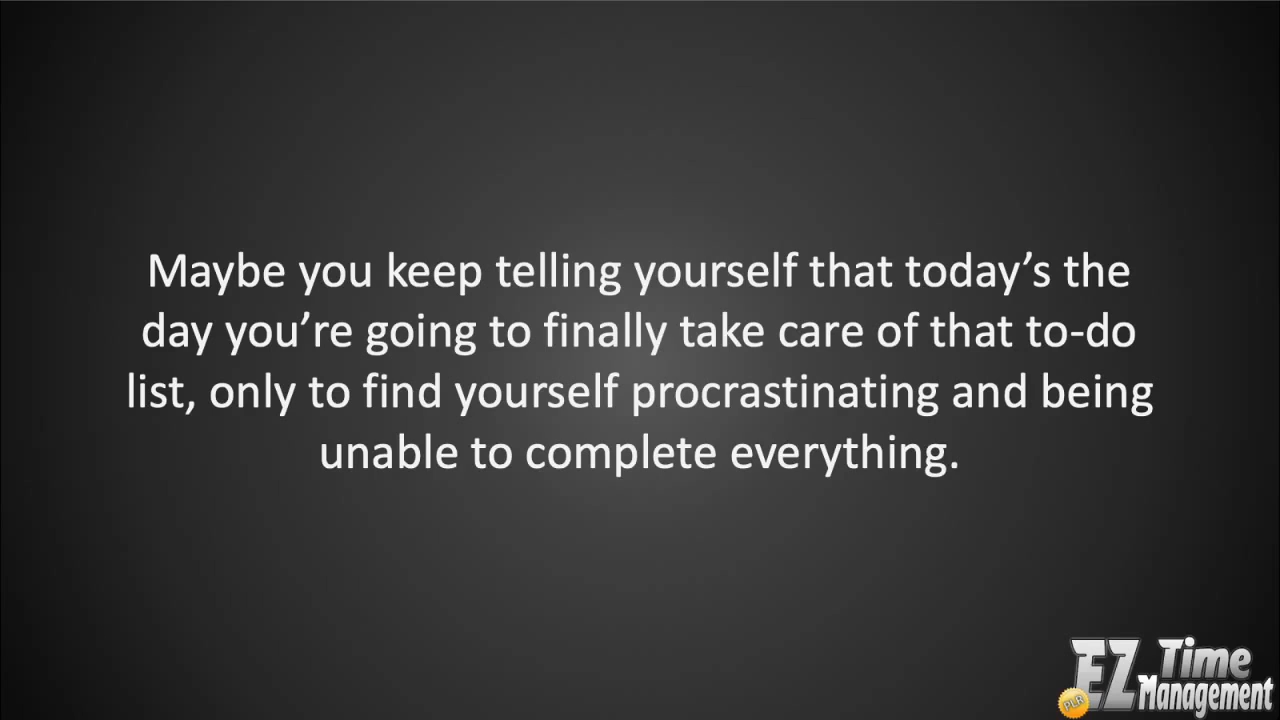 Maybe you keep telling yourself that today’s the
day you’re going to finally take care of that to-do
list, only to find yourself procrastinating and being
unable to complete everything.
EZ Time
Management
PLR